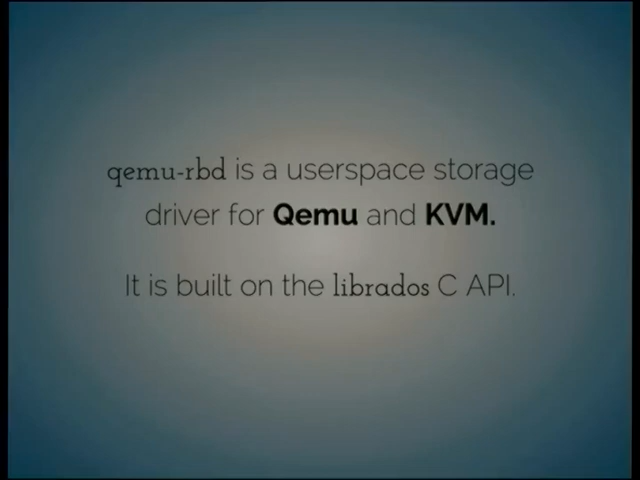 qemu-rbd is a userspace storage
driver for Qemu and KVM.
It is built on the librados C API.